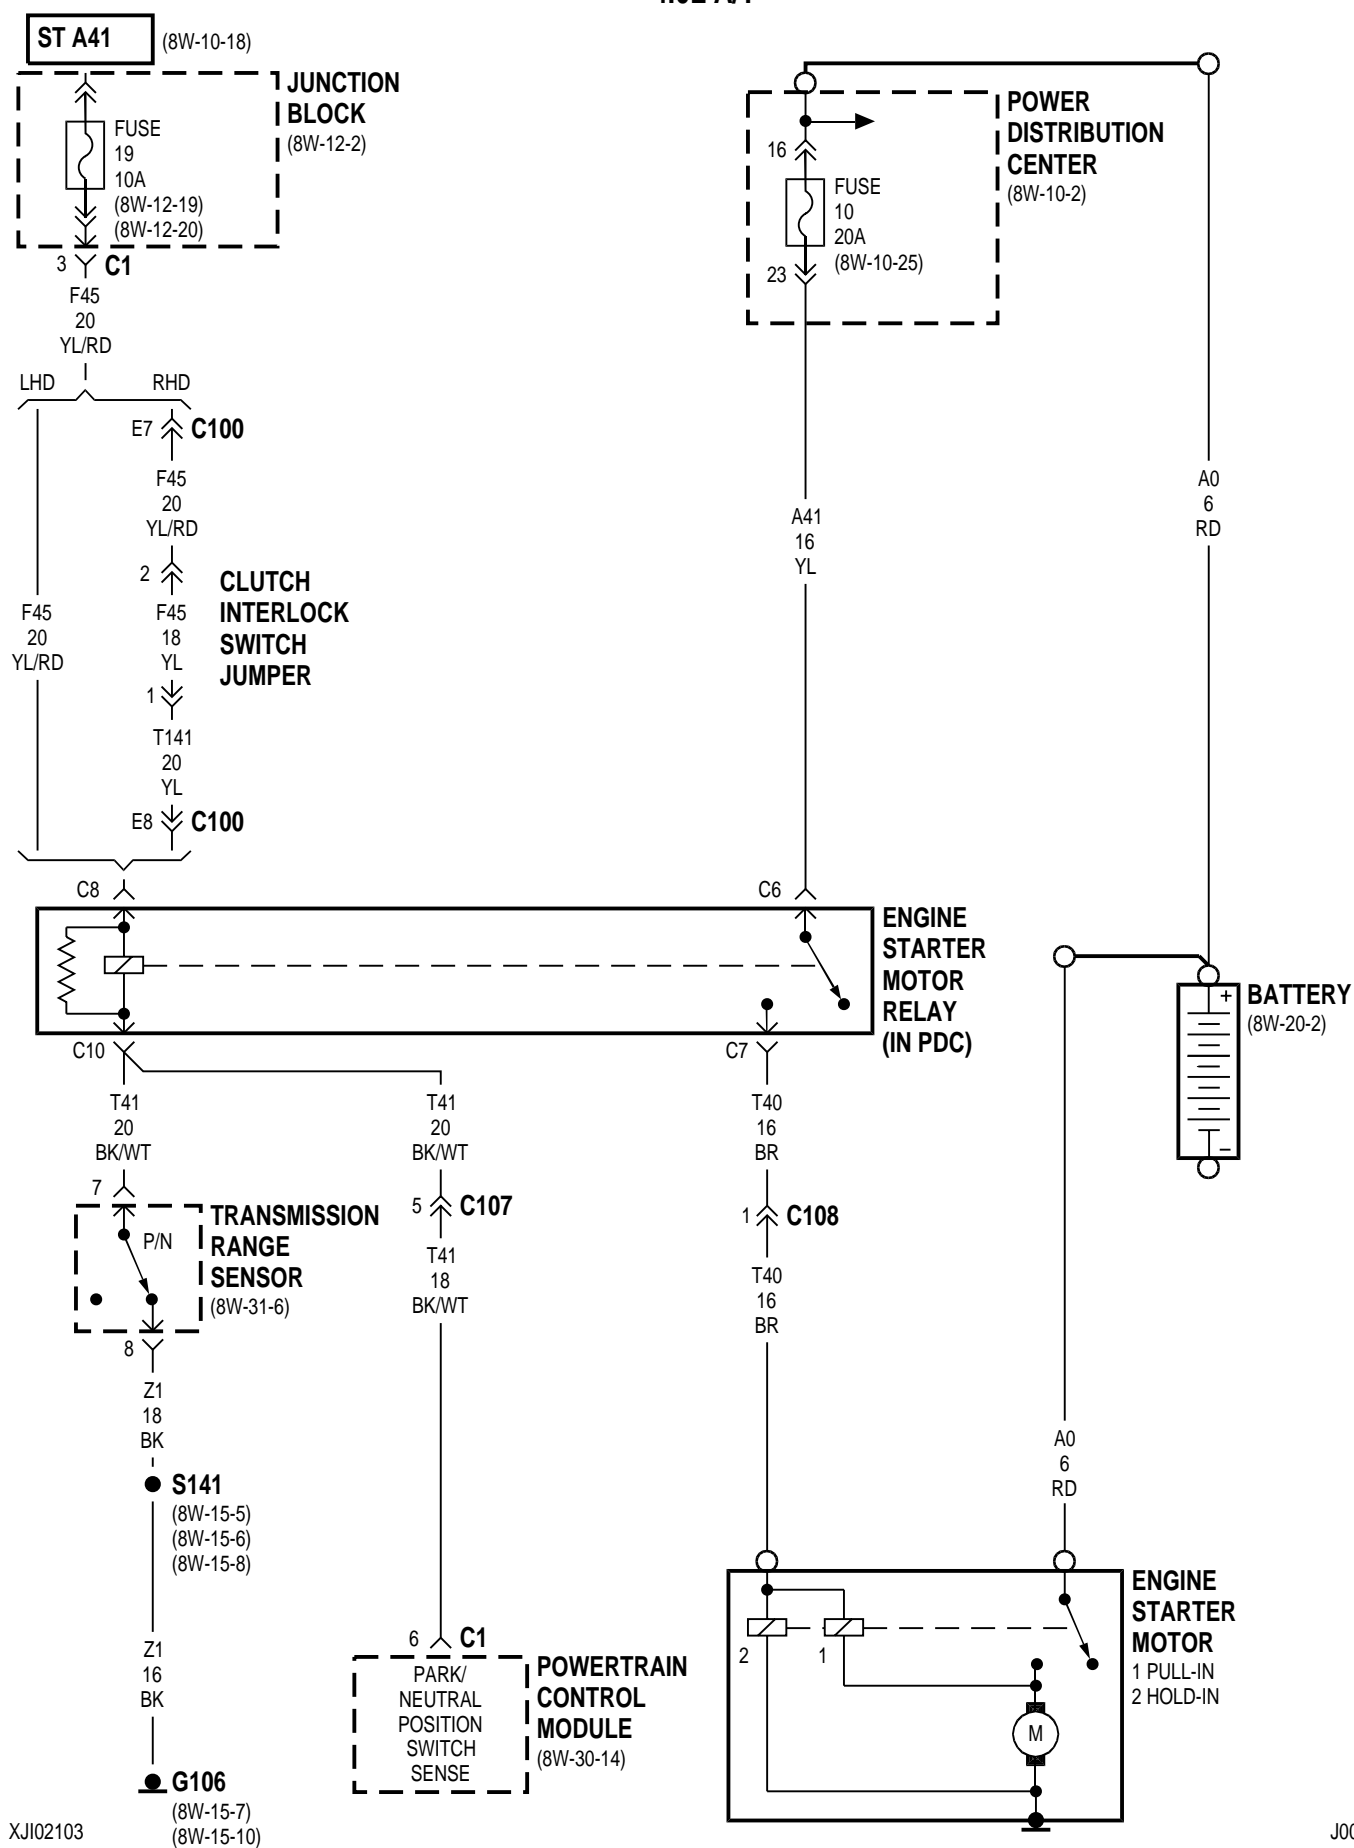 ST A41
(8W-10-18)
JUNCTION
BLOCK
(8W-12-2)
FUSE
19
10A
(8W-12-19)
(8W-12-20)
3
C1
F45
20
YL/RD
LHD
RHD
E7
C100
F45
20
YL/RD
2
CLUTCH
INTERLOCK
SWITCH
JUMPER
F45
20
YL/RD
F45
18
YL
1
T141
20
YL
E8
C100
POWER
DISTRIBUTION
CENTER
(8W-10-2)
16
FUSE
10
20A
(8W-10-25)
23
A41
16
YL
A0
6
RD
C8
C6
ENGINE
STARTER
MOTOR
RELAY
(IN PDC)
+
BATTERY
(8W-20-2)
–
C10
C7
T41
20
BK/WT
T41
20
BK/WT
T40
16
BR
7
P/N
TRANSMISSION
RANGE
SENSOR
(8W-31-6)
8
5
C107
T41
18
BK/WT
1
C108
T40
16
BR
Z1
18
BK
S141
(8W-15-5)
(8W-15-6)
(8W-15-8)
Z1
16
BK
G106
(8W-15-7)
(8W-15-10)
6
C1
PARK/
NEUTRAL
POSITION
SWITCH
SENSE
POWERTRAIN
CONTROL
MODULE
(8W-30-14)
A0
6
RD
2
1
M
ENGINE
STARTER
MOTOR
1 PULL-IN
2 HOLD-IN
XJI02103